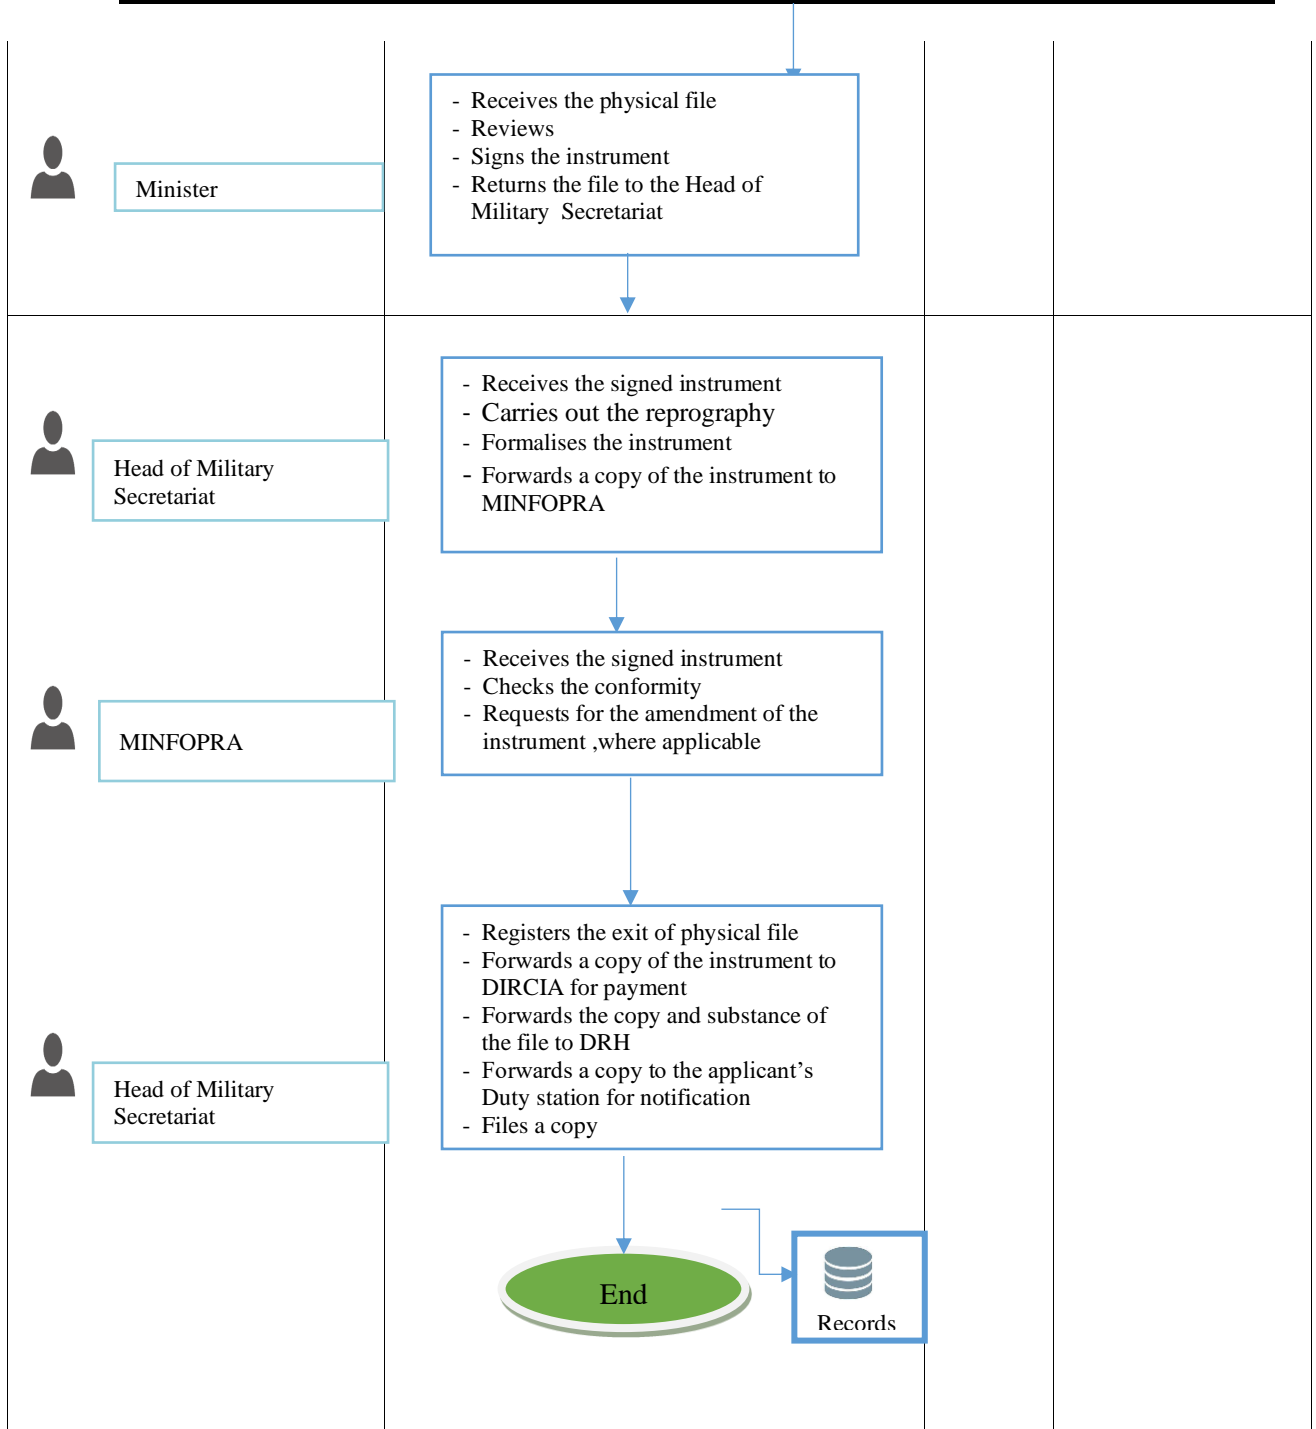 Minister
- Receives the physical file
- Reviews
- Signs the instrument
- Returns the file to the Head of
Military  Secretariat
Head of Military
Secretariat
- Receives the signed instrument
- Carries out the reprography
- Formalises the instrument
- Forwards a copy of the instrument to
MINFOPRA
MINFOPRA
- Receives the signed instrument
- Checks the conformity
- Requests for the amendment of the
instrument ,where applicable
Head of Military
Secretariat
- Registers the exit of physical file
- Forwards a copy of the instrument to
DIRCIA for payment
- Forwards the copy and substance of
the file to DRH
- Forwards a copy to the applicant’s
Duty station for notification
- Files a copy
End
Records